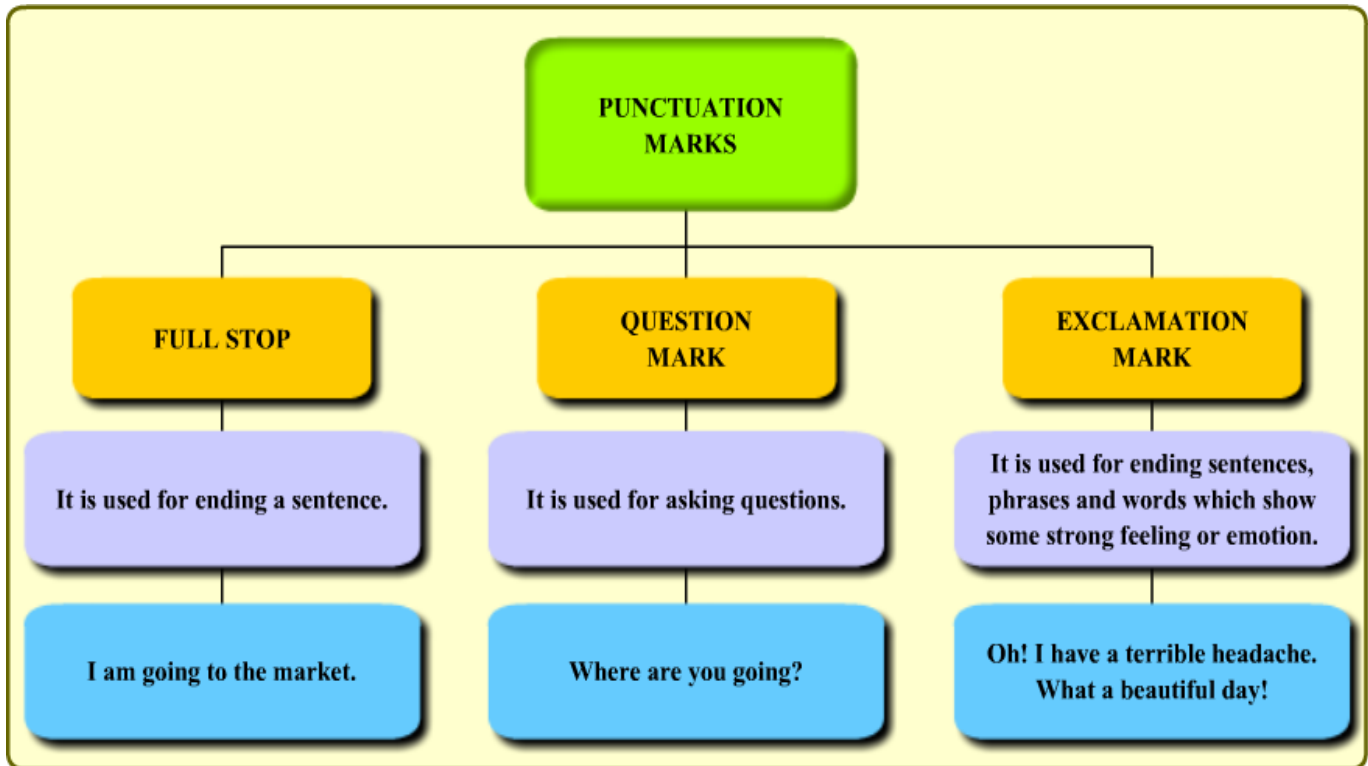 PUNCTUATION
MARKS
FULL STOP
QUESTION
MARK
EXCLAMATION
MARK
It is used for ending a sentence.
It is used for asking questions.
It is used for ending sentences,
phrases and words which show
some strong feeling or emotion.
I am going to the market.
Where are you going?
Oh! I have a terrible headache.
What a beautiful day!